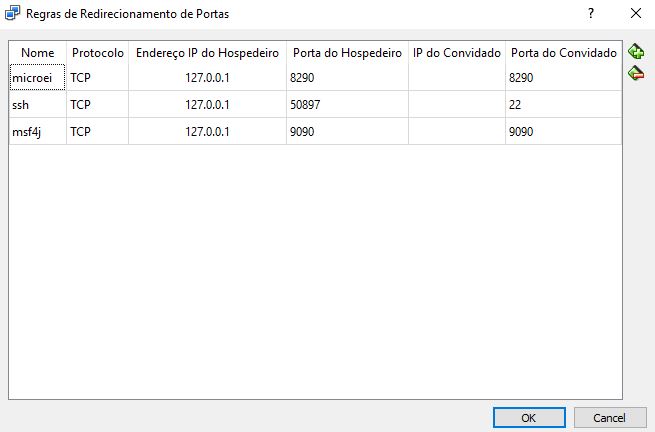 Regras de Redirecionamento de Portas
Nome Protocolo Endereço IP do Hospedeiro Porta do Hospedeiro IP do Convidado Porta do Convidado
microei TCP 127.0.0.1 8290 8290
ssh TCP 127.0.0.1 50897 22
msf4j TCP 127.0.0.1 9090 9090
OK Cancel